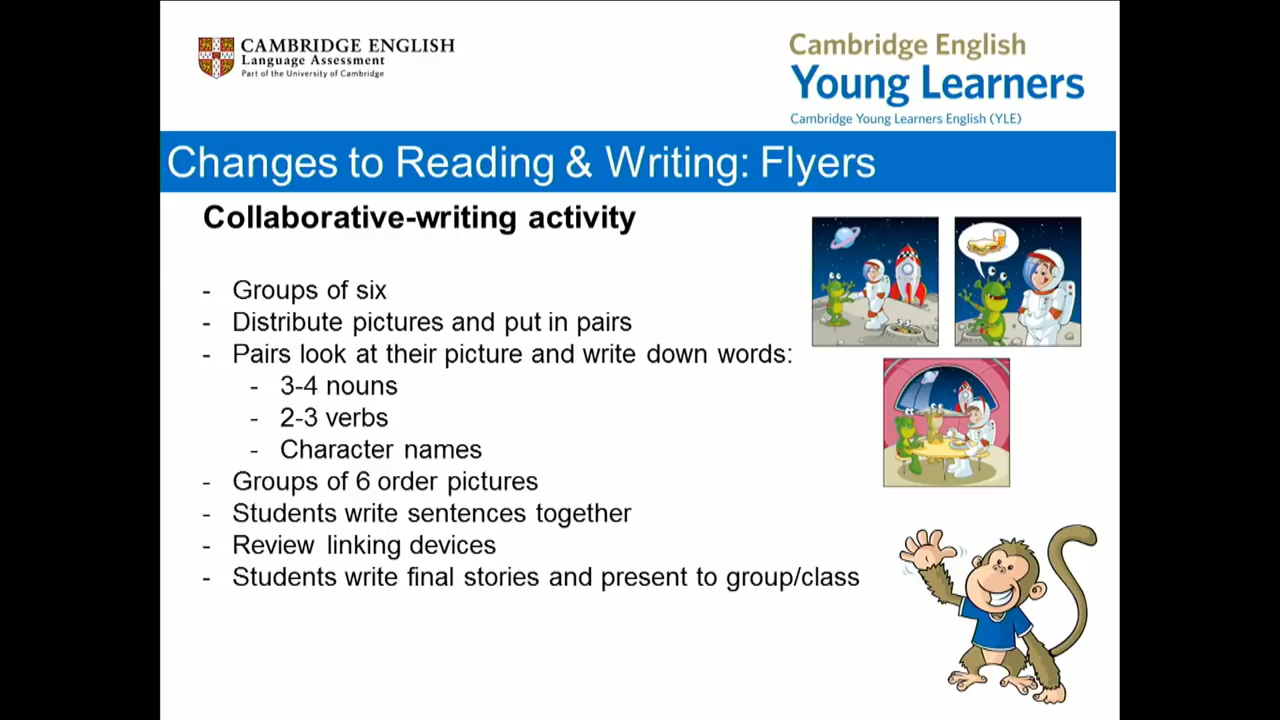 CAMBRIDGE ENGLISH
Language Assessment
Part of the University of Cambridge
Cambridge English
Young Learners
Cambridge Young Learners English (YLE)
Changes to Reading & Writing: Flyers
Collaborative-writing activity
- Groups of six
- Distribute pictures and put in pairs
- Pairs look at their picture and write down words:
- 3-4 nouns
- 2-3 verbs
- Character names
- Groups of 6 order pictures
- Students write sentences together
- Review linking devices
- Students write final stories and present to group/class